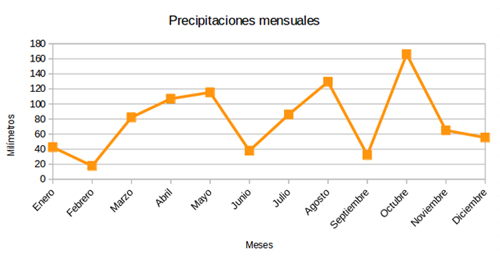 Precipitaciones mensuales
Milímetros
180
160
140
120
100
80
60
40
20
0
Enero
Febrero
Marzo
Abril
Mayo
Junio
Julio
Agosto
Septiembre
Octubre
Noviembre
Diciembre
Meses